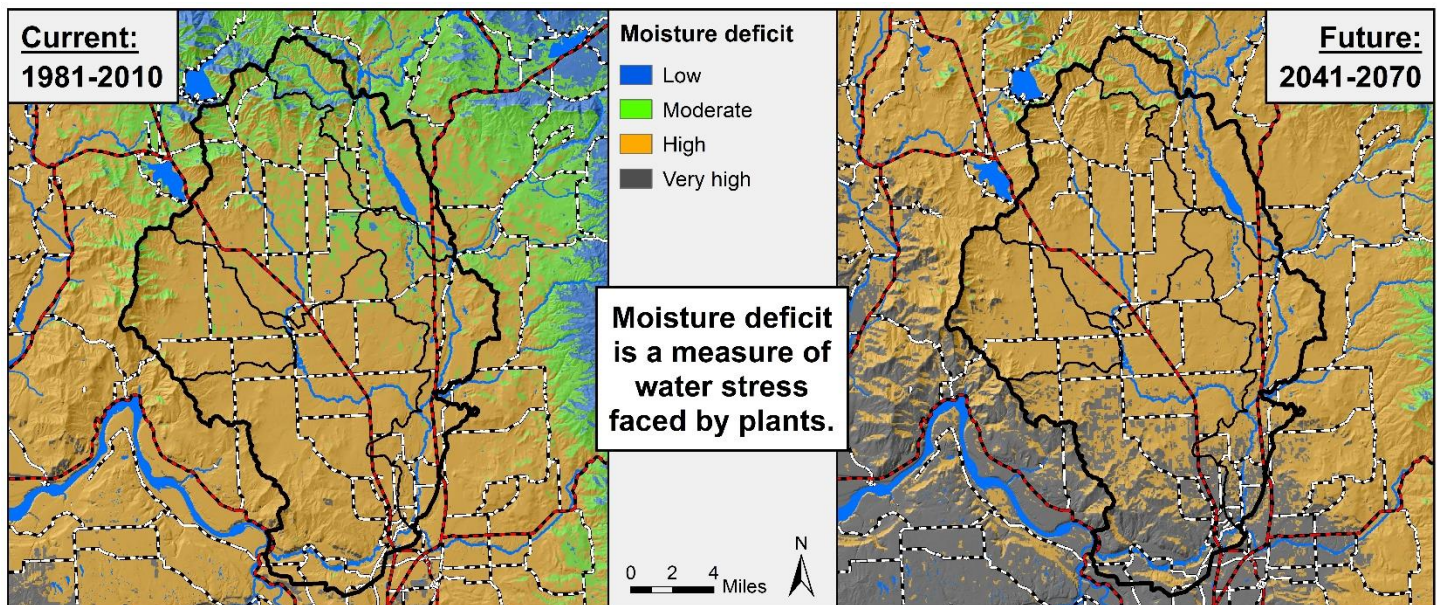 Current:
1981-2010
Moisture deficit
Low
Moderate
High
Very high
Future:
2041-2070
Moisture deficit
is a measure of
water stress
faced by plants.
0 2 4
Miles
N